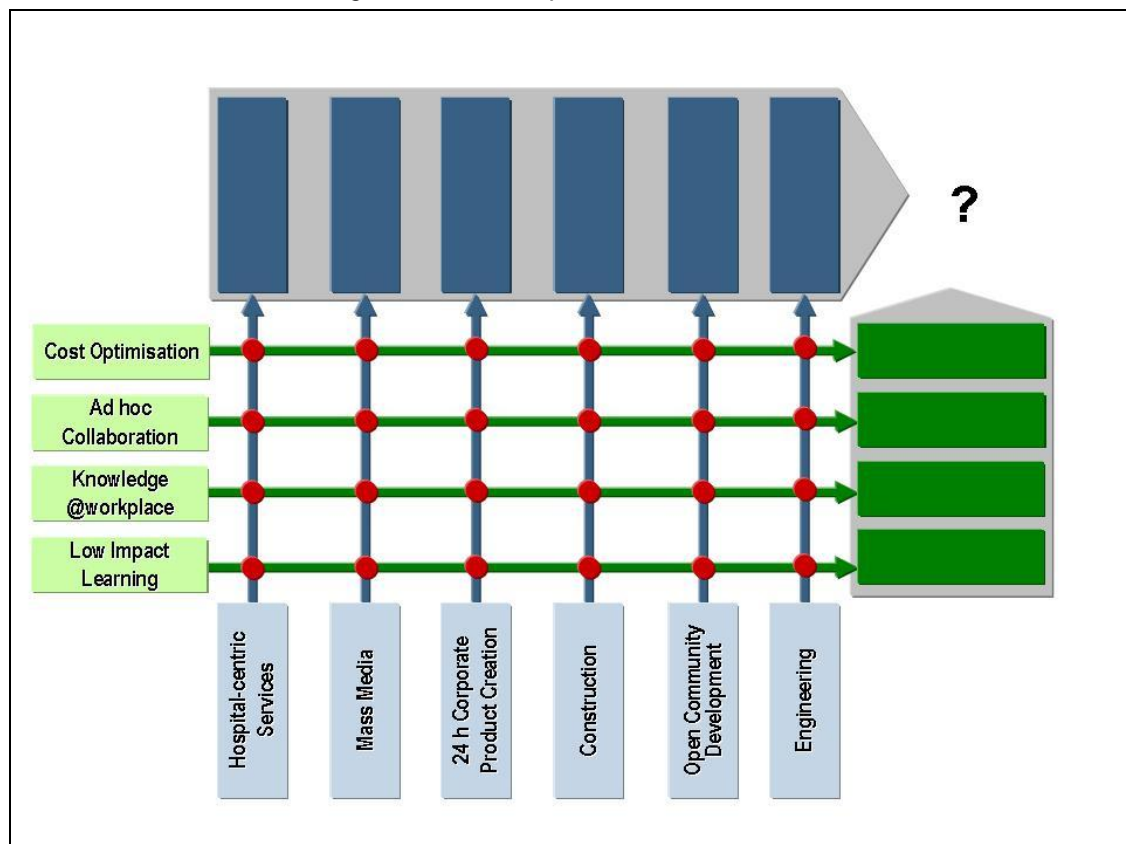 ?
Cost Optimisation
Ad hoc
Collaboration
Knowledge
@workplace
Low Impact
Learning
Hospital-centric
Services
Mass Media
24 h Corporate
Product Creation
Construction
Open Community
Development
Engineering